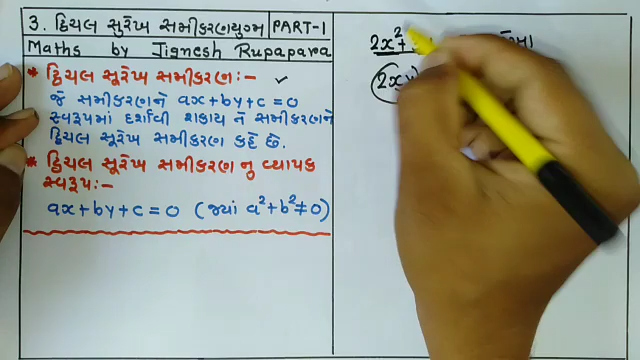 3. દ્વિચલ સુરેખ સમીકરણયુગ્મ PART-1
Maths by Jignesh Rupapara
* દ્વિચલ સૂરેખ સમીકરણ:-
જે સમીકરણને ax+by+c=0
સ્વરૂપમાં દર્શાવી શકાય તે સમીકરણને
દ્વિચલ સૂરેખ સમીકરણ કહે છે.
* દ્વિચલ સૂરેખ સમીકરણ નુ વ્યાપક
સ્વરૂપ:-
ax+by+c=0 (જ્યાં a²+b²≠0)
2x²+
2xy